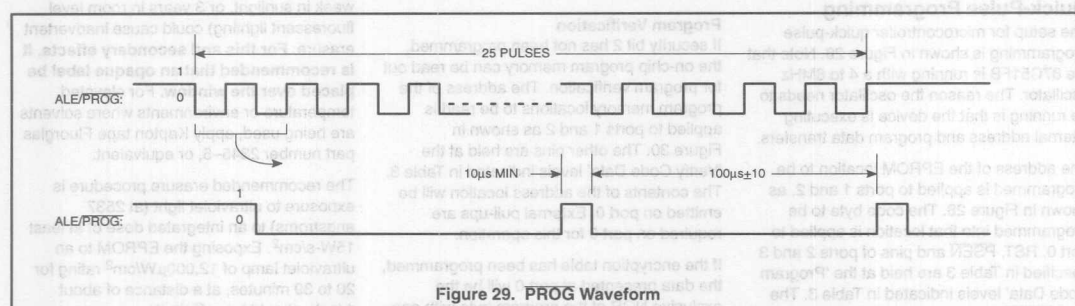 25 PULSES
1
ALE/PROG: 0
10µs MIN
100µs±10
ALE/PROG: 0
Figure 29. PROG Waveform
Quick-Pulse Programming
setup for microcontroller quick-pulse
programming is shown in Figure 28. Note that
is running with a 4 to 6MHz
oscillator. The reason the oscillator needs to
running is that the device is executing
internal address and program data transfers.
address of the EPROM location to be
programmed is applied to ports 1 and 2, as
shown in Figure 28. The code byte to be
programmed into that location is applied to
port 0. RST, PSEN and pins of ports 2 and 3
specified in Table 3 are held at the 'Program
Code Data' levels indicated in Table 3. The
Program Verification
If security bit 2 has not been programmed,
the on-chip program memory can be read out
for program verification. The address of the
program memory locations to be read is
applied to ports 1 and 2 as shown in
Figure 30. The other pins are held at the
'Verify Code Data' levels indicated in Table 3.
The contents of the address location will be
emitted on port 0. External pull-ups are
required on port 0 for this operation.
If the encryption table has been programmed,
the data presented at port 0 will be the
week in sunlight, or 3 years in room level
fluorescent lighting) could cause inadvertent
erasure. For this and secondary effects, it
is recommended that an opaque label be
placed over the window. For elevated
temperature or environments where solvents
are being used, apply Kapton tape Fluorglas
part number 2345–5, or equivalent.
The recommended erasure procedure is
exposure to ultraviolet light (at 2537
angstroms) to an integrated dose of at least
15W-s/cm². Exposing the EPROM to an
ultraviolet lamp of 12,000µW/cm² rating for
20 to 39 minutes, at a distance of about